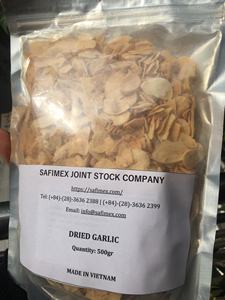 SAFIMEX JOINT STOCK COMPANY
https://safimex.com/
Tel: (+84)-(28)-3636 2388 | (+84)-(28)-3636 2399
Email: info@safimex.com
DRIED GARLIC
Quantity: 500gr
MADE IN VIETNAM